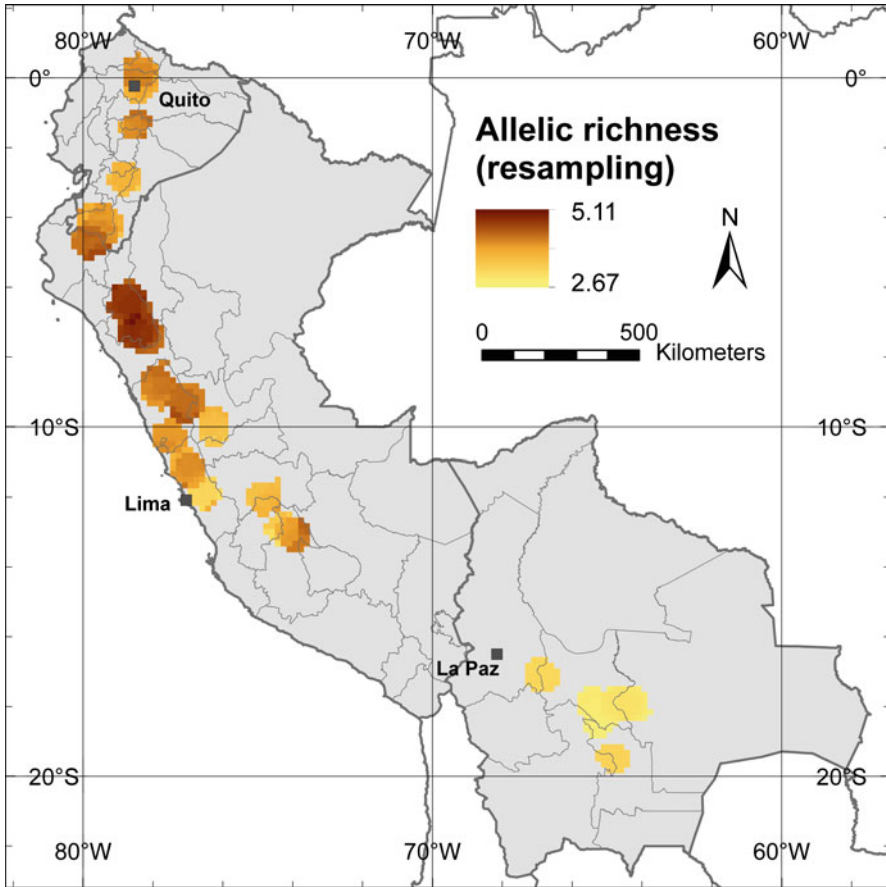 80°W 70°W 60°W
0° 0°
Quito
Allelic richness
(resampling)
5.11
2.67
N
0 500
Kilometers
10°S 10°S
Lima
La Paz
20°S 20°S
80°W 70°W 60°W